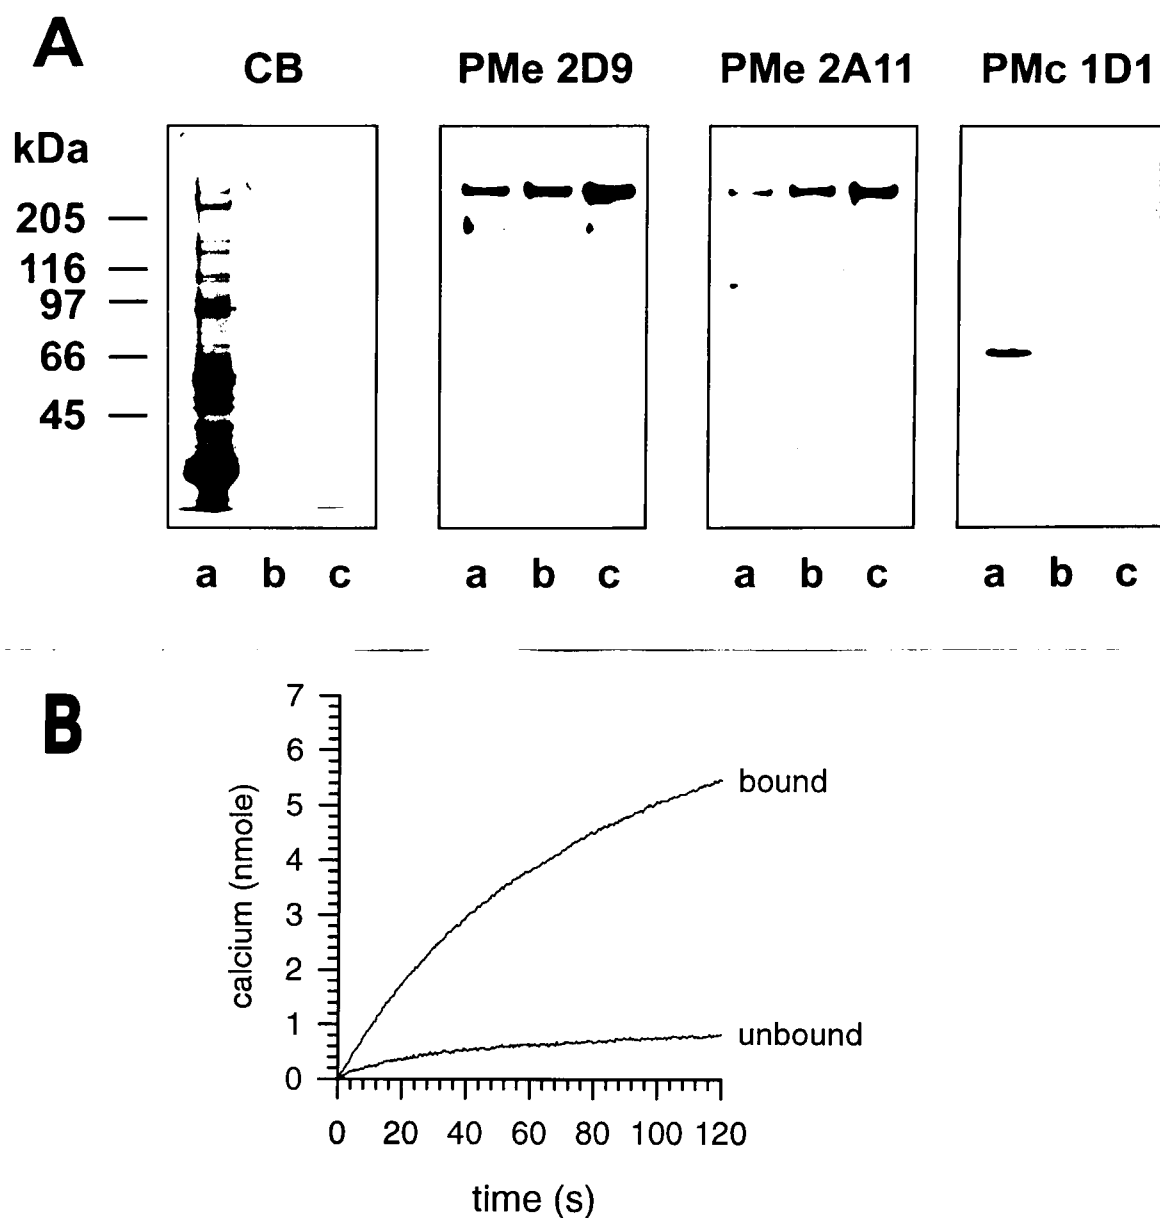 A
CB
PMe 2D9
PMe 2A11
PMc 1D1
kDa
205
116
97
66
45
a b c
a b c
a b c
a b c
B
7
6
5
4
3
2
1
0
calcium (nmole)
bound
unbound
0 20 40 60 80 100 120
time (s)